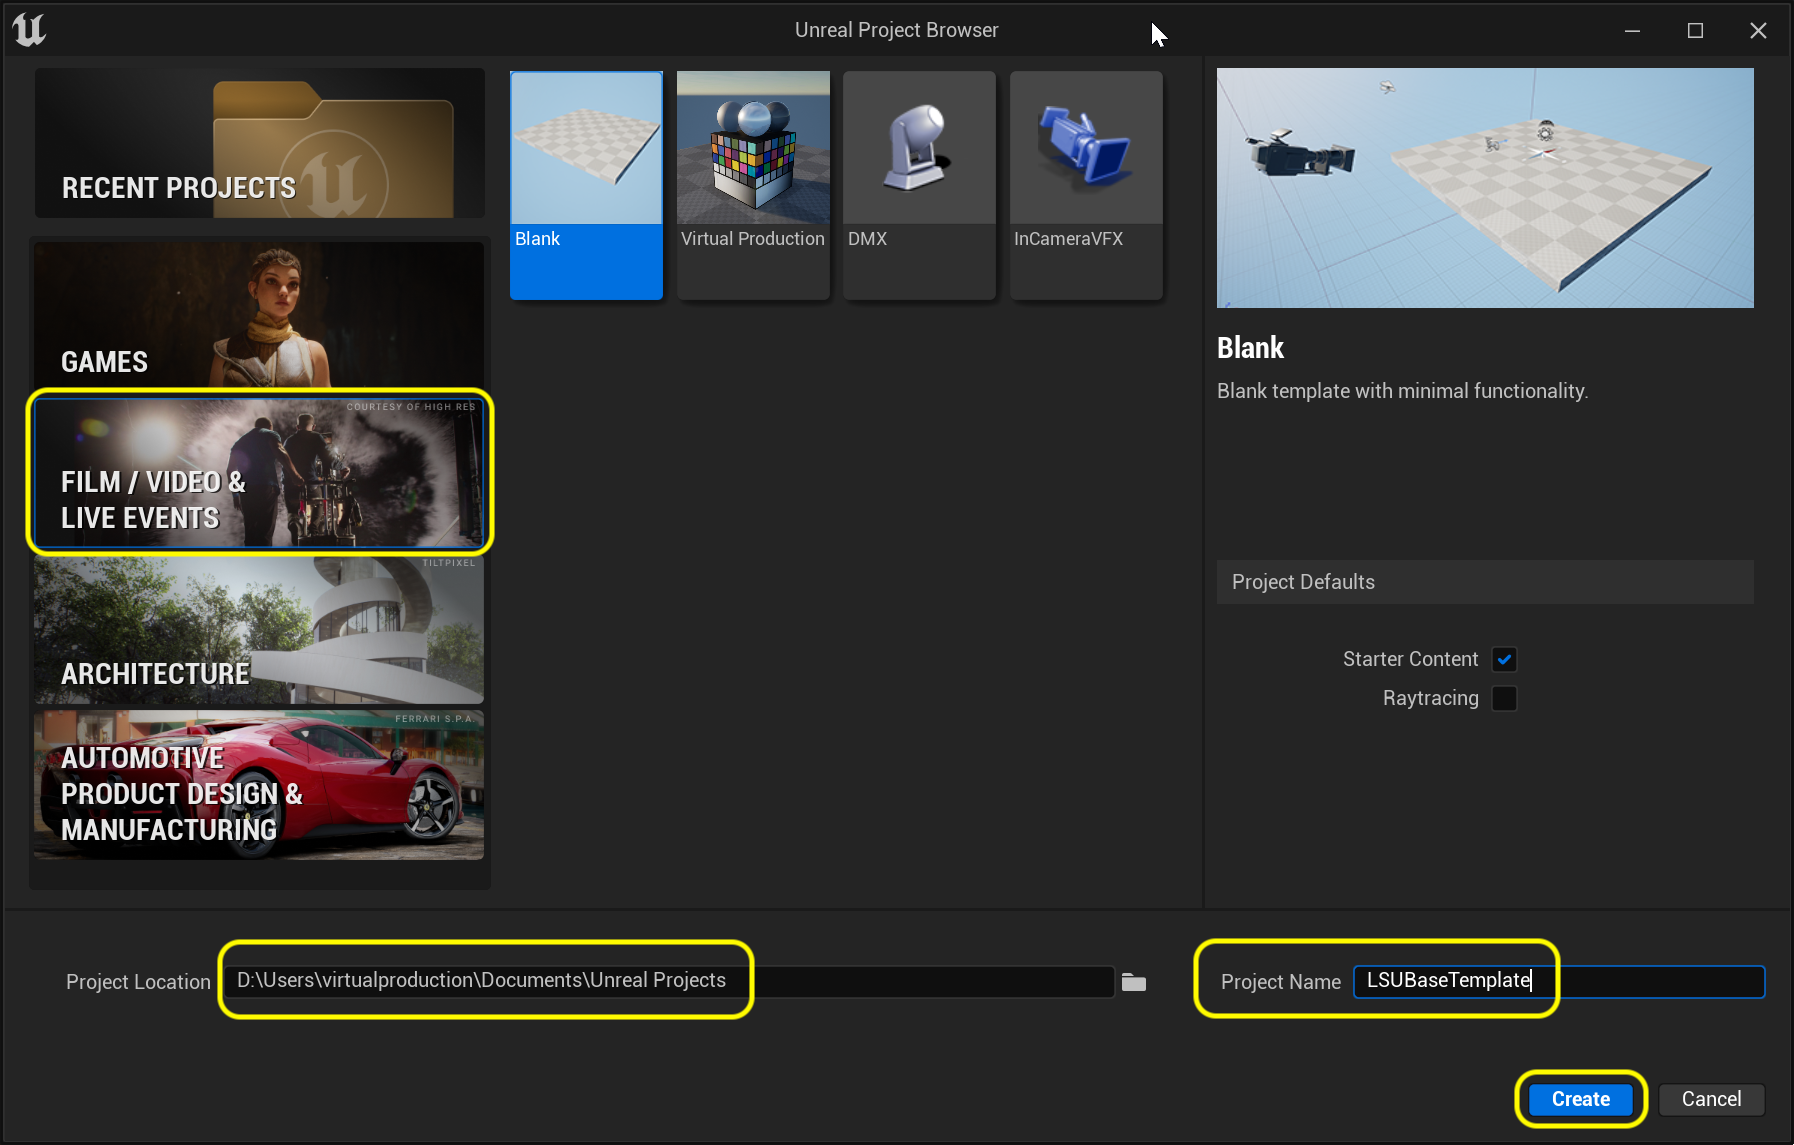 Unreal Project Browser
RECENT PROJECTS
GAMES
COURTESY OF HIGH RES
FILM / VIDEO &
LIVE EVENTS
TILTPIXEL
ARCHITECTURE
FERRARI S.P.A.
AUTOMOTIVE
PRODUCT DESIGN &
MANUFACTURING
Blank
Virtual Production
DMX
InCameraVFX
Blank
Blank template with minimal functionality.
Project Defaults
Starter Content
Raytracing
Project Location
D:\Users\virtualproduction\Documents\Unreal Projects
Project Name
LSUBaseTemplate
Create
Cancel